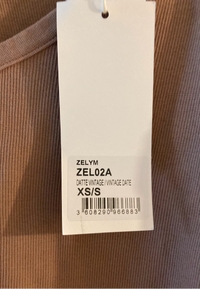 ZELYM
ZEL02A
DATTE VINTAGE / VINTAGE DATE
XS/S
3 608290 966883